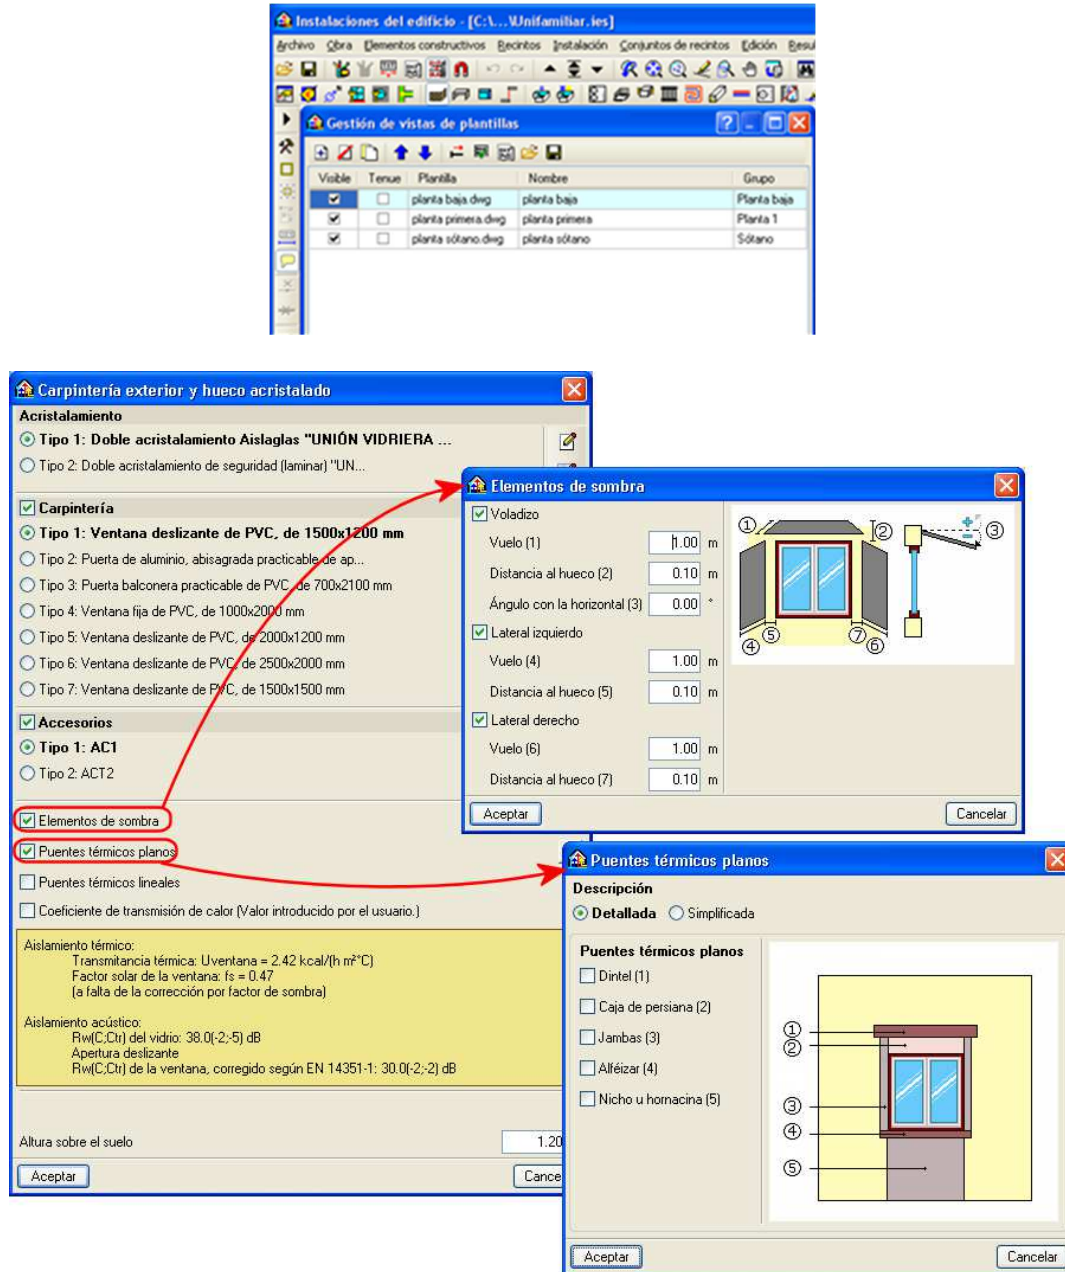 Instalaciones del edificio - [C:\...\Unifamiliar.ies]
Archivo Obra Elementos constructivos Recintos Instalación Conjuntos de recintos Edición Resul
Gestión de vistas de plantillas
Visible Tenue Plantilla Nombre Grupo
planta baja.dwg planta baja Planta baja
planta primera.dwg planta primera Planta 1
planta sótano.dwg planta sótano Sótano
Carpintería exterior y hueco acristalado
Acristalamiento
Tipo 1: Doble acristalamiento Aislaglas "UNIÓN VIDRIERA ...
Tipo 2: Doble acristalamiento de seguridad (laminar) "UN...
Carpintería
Tipo 1: Ventana deslizante de PVC, de 1500x1200 mm
Tipo 2: Puerta de aluminio, abisagrada practicable de ap...
Tipo 3: Puerta balconera practicable de PVC, de 700x2100 mm
Tipo 4: Ventana fija de PVC, de 1000x2000 mm
Tipo 5: Ventana deslizante de PVC, de 2000x1200 mm
Tipo 6: Ventana deslizante de PVC, de 2500x2000 mm
Tipo 7: Ventana deslizante de PVC, de 1500x1500 mm
Accesorios
Tipo 1: AC1
Tipo 2: ACT2
Elementos de sombra
Puentes térmicos planos
Puentes térmicos lineales
Coeficiente de transmisión de calor (Valor introducido por el usuario.)
Aislamiento térmico:
Transmitancia térmica: Uventana = 2.42 kcal/(h m²°C)
Factor solar de la ventana: fs = 0.47
(a falta de la corrección por factor de sombra)
Aislamiento acústico:
Rw(C;Ctr) del vidrio: 38.0(-2;-5) dB
Apertura deslizante
Rw(C;Ctr) de la ventana, corregido según EN 14351-1: 30.0(-2;-2) dB
Altura sobre el suelo 1.20
Aceptar Cance
Elementos de sombra
Voladizo
Vuelo (1) 1.00 m
Distancia al hueco (2) 0.10 m
Ángulo con la horizontal (3) 0.00 °
Lateral izquierdo
Vuelo (4) 1.00 m
Distancia al hueco (5) 0.10 m
Lateral derecho
Vuelo (6) 1.00 m
Distancia al hueco (7) 0.10 m
① ② ③
④ ⑤ ⑦ ⑥
Aceptar Cancelar
Puentes térmicos planos
Descripción
Detallada Simplificada
Puentes térmicos planos
Dintel (1)
Caja de persiana (2)
Jambas (3)
Alféizar (4)
Nicho u hornacina (5)
①
②
③
④
⑤
Aceptar Cancelar